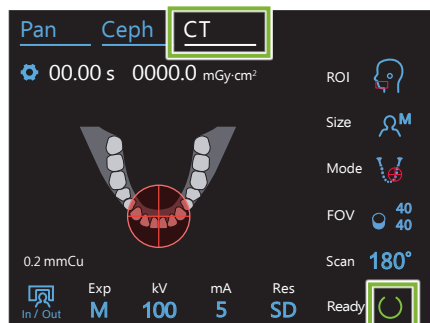 Pan Ceph CT
00.00 s 0000.0 mGy·cm²
ROI
Size M
Mode
FOV 40
40
0.2 mmCu
Scan 180°
Exp kV mA Res
In / Out M 100 5 SD
Ready